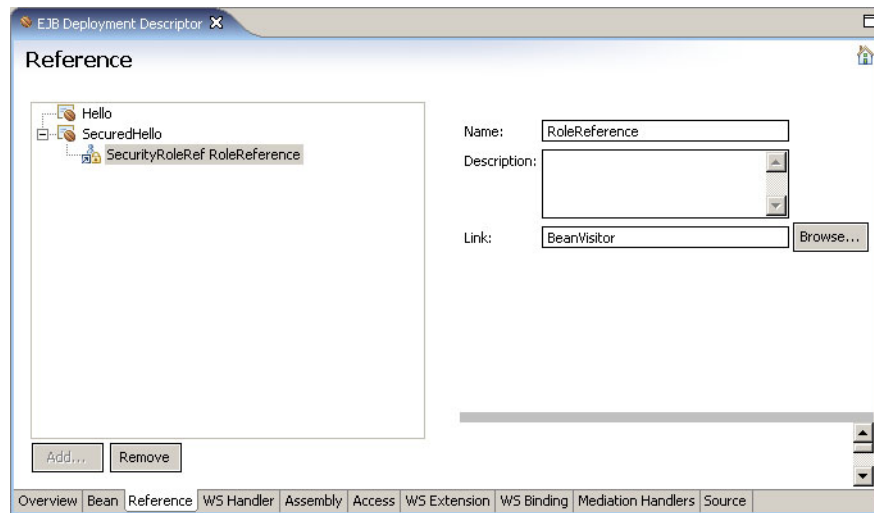 EJB Deployment Descriptor
Reference
Hello
SecuredHello
SecurityRoleRef RoleReference
Name: RoleReference
Description:
Link: BeanVisitor Browse...
Add... Remove
Overview Bean Reference WS Handler Assembly Access WS Extension WS Binding Mediation Handlers Source